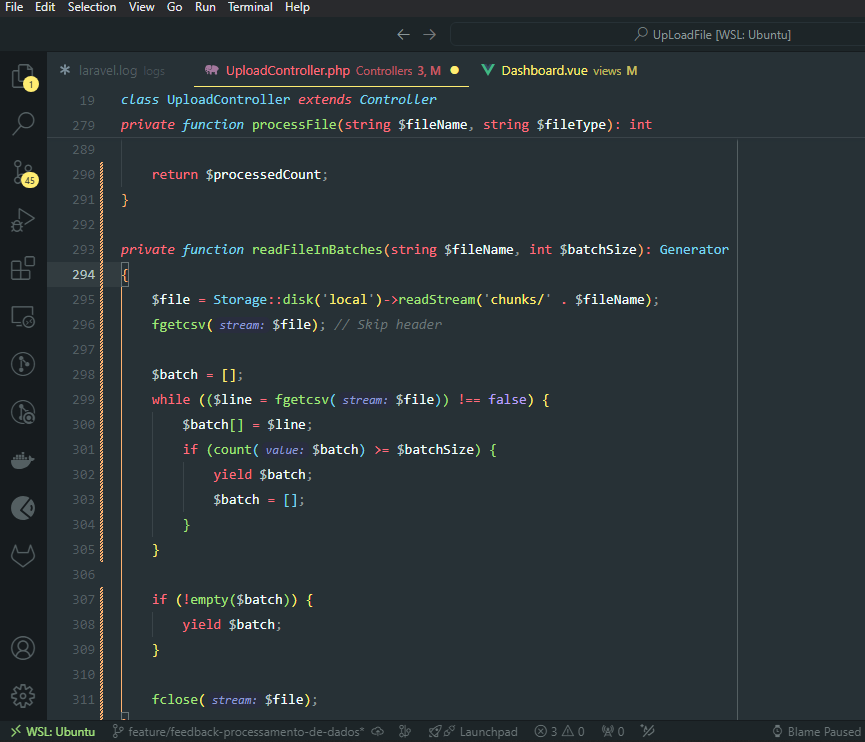 File Edit Selection View Go Run Terminal Help
UpLoadFile [WSL: Ubuntu]
laravel.log logs
UploadController.php Controllers 3, M
Dashboard.vue views M
1
45
19 class UploadController extends Controller
279 private function processFile(string $fileName, string $fileType): int
289
290 return $processedCount;
291 }
292
293 private function readFileInBatches(string $fileName, int $batchSize): Generator
294 {
295 $file = Storage::disk('local')->readStream('chunks/' . $fileName);
296 fgetcsv( stream: $file); // Skip header
297
298 $batch = [];
299 while (($line = fgetcsv( stream: $file)) !== false) {
300 $batch[] = $line;
301 if (count( value: $batch) >= $batchSize) {
302 yield $batch;
303 $batch = [];
304 }
305 }
306
307 if (!empty($batch)) {
308 yield $batch;
309 }
310
311 fclose( stream: $file);
WSL: Ubuntu feature/feedback-processamento-de-dados* Launchpad 3 0 0 Blame Paused